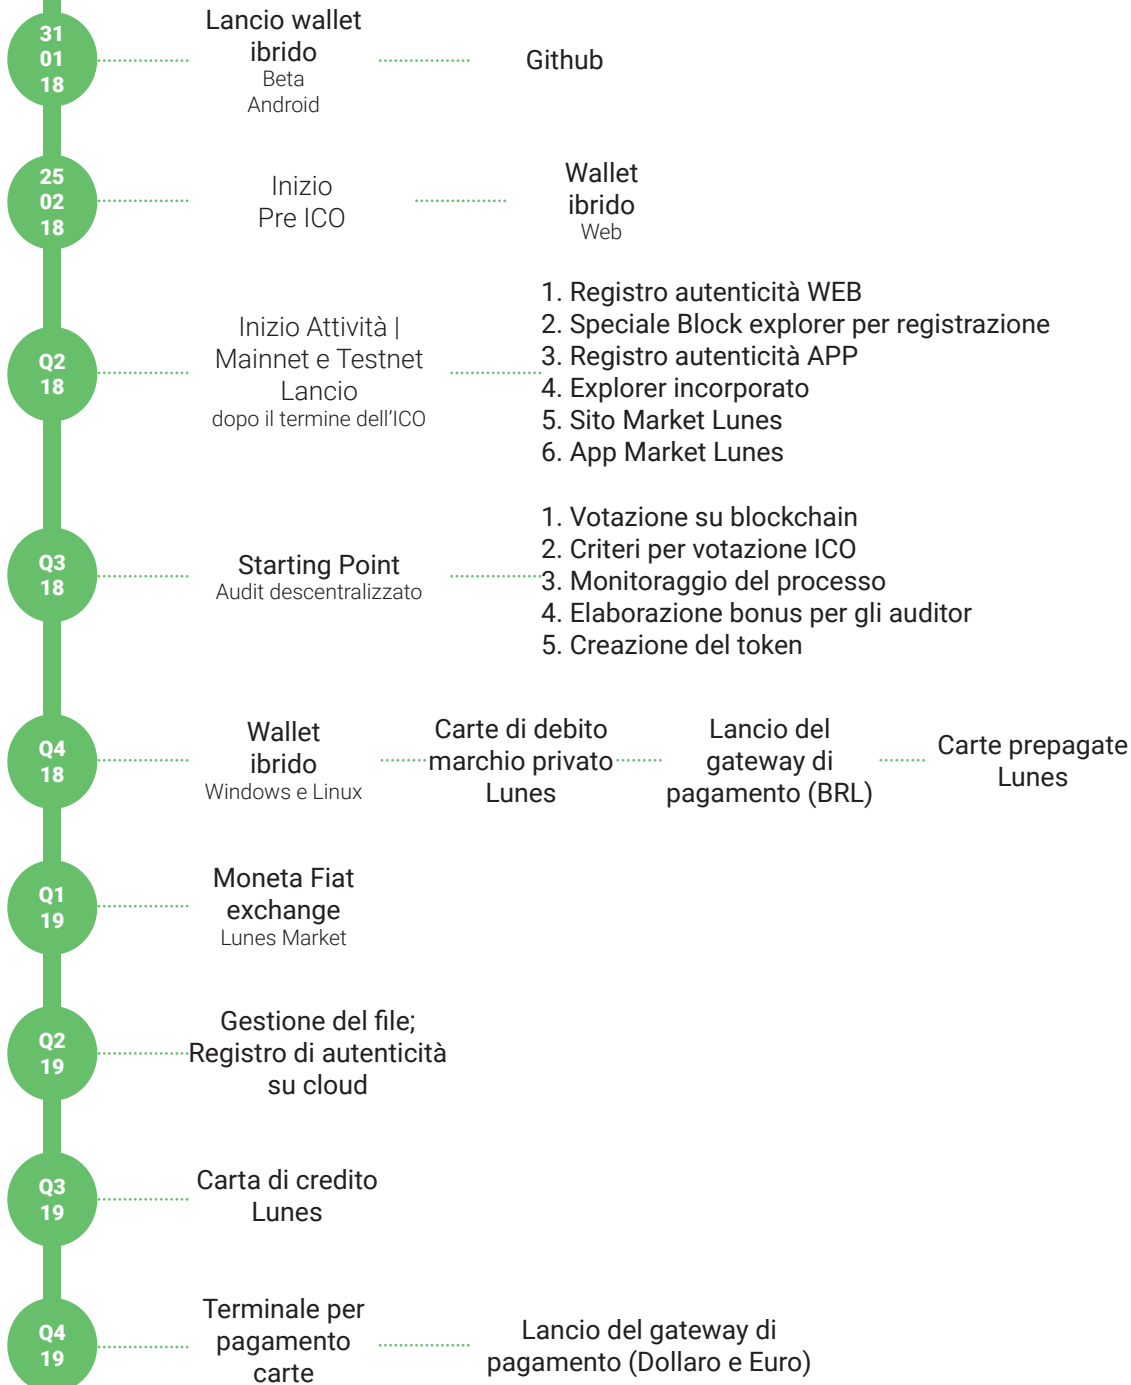 31
01
18
Lancio wallet
ibrido
Beta
Android
Github
25
02
18
Inizio
Pre ICO
Wallet
ibrido
Web
Q2
18
Inizio Attività |
Mainnet e Testnet
Lancio
dopo il termine dell'ICO
1. Registro autenticità WEB
2. Speciale Block explorer per registrazione
3. Registro autenticità APP
4. Explorer incorporato
5. Sito Market Lunes
6. App Market Lunes
Q3
18
Starting Point
Audit descentralizzato
1. Votazione su blockchain
2. Criteri per votazione ICO
3. Monitoraggio del processo
4. Elaborazione bonus per gli auditor
5. Creazione del token
Q4
18
Wallet
ibrido
Windows e Linux
Carte di debito
marchio privato
Lunes
Lancio del
gateway di
pagamento (BRL)
Carte prepagate
Lunes
Q1
19
Moneta Fiat
exchange
Lunes Market
Q2
19
Gestione del file;
Registro di autenticità
su cloud
Q3
19
Carta di credito
Lunes
Q4
19
Terminale per
pagamento
carte
Lancio del gateway di
pagamento (Dollaro e Euro)